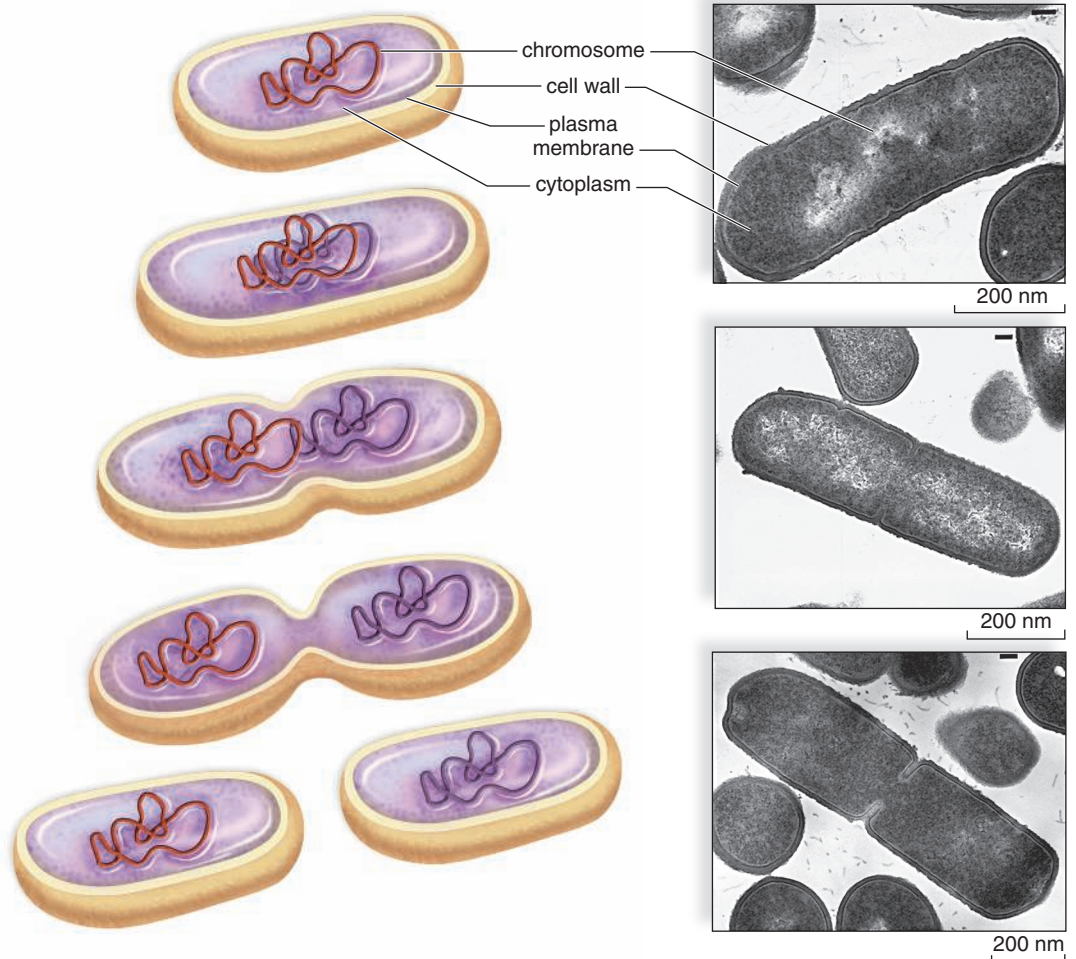 chromosome
cell wall
plasma
membrane
cytoplasm
200 nm
200 nm
200 nm